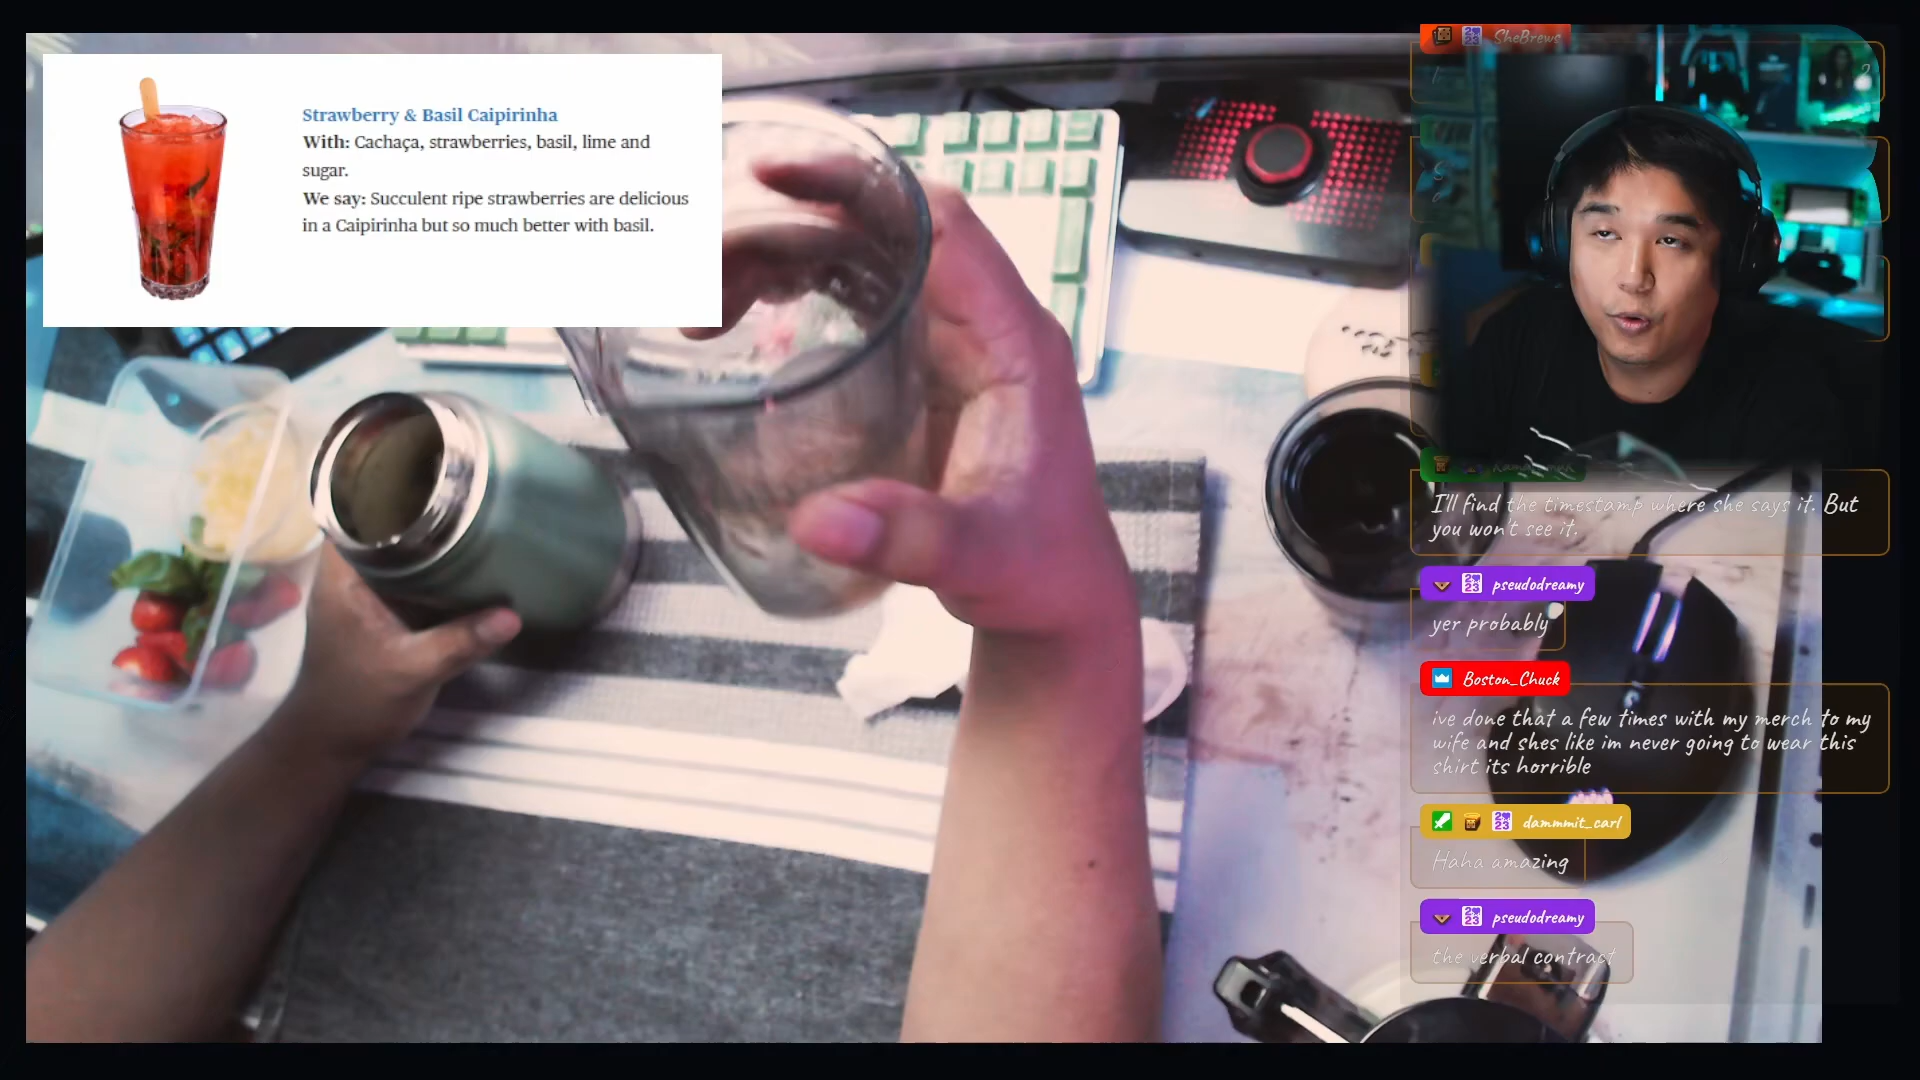 Strawberry & Basil Caipirinha
With: Cachaça, strawberries, basil, lime and
sugar.
We say: Succulent ripe strawberries are delicious
in a Caipirinha but so much better with basil.
SheBrews
I'll find the timestamp where she says it. But
you won't see it.
pseudodreamy
yer probably
Boston_Chuck
ive done that a few times with my merch to my
wife and shes like im never going to wear this
shirt its horrible
dammmit_carl
Haha amazing
pseudodreamy
the verbal contract